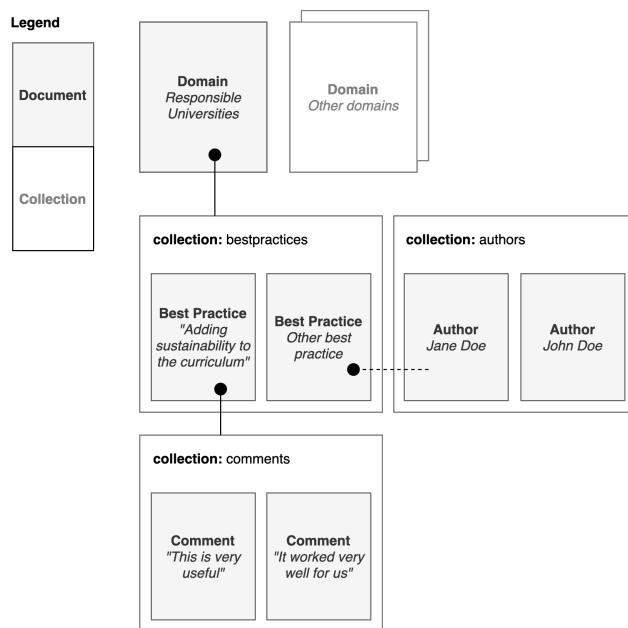 Legend
Document
Collection
Domain
Responsible
Universities
Domain
Other domains
collection: bestpractices
Best Practice
"Adding
sustainability to
the curriculum"
Best Practice
Other best
practice
collection: authors
Author
Jane Doe
Author
John Doe
collection: comments
Comment
"This is very
useful"
Comment
"It worked very
well for us"